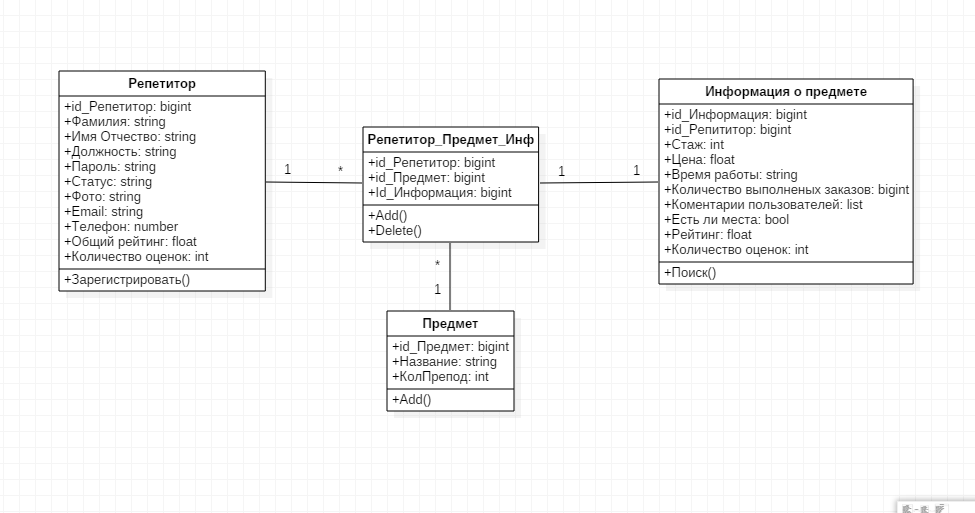 Репетитор
+id_Репетитор: bigint
+Фамилия: string
+Имя Отчество: string
+Должность: string
+Пароль: string
+Статус: string
+Фото: string
+Email: string
+Телефон: number
+Общий рейтинг: float
+Количество оценок: int
+Зарегистрировать()
1
*
Репетитор_Предмет_Инф
+id_Репетитор: bigint
+id_Предмет: bigint
+Id_Информация: bigint
+Add()
+Delete()
1
1
Информация о предмете
+id_Информация: bigint
+id_Репититор: bigint
+Стаж: int
+Цена: float
+Время работы: string
+Количество выполненых заказов: bigint
+Коментарии пользователей: list
+Есть ли места: bool
+Рейтинг: float
+Количество оценок: int
+Поиск()
*
1
Предмет
+id_Предмет: bigint
+Название: string
+КолПрепод: int
+Add()